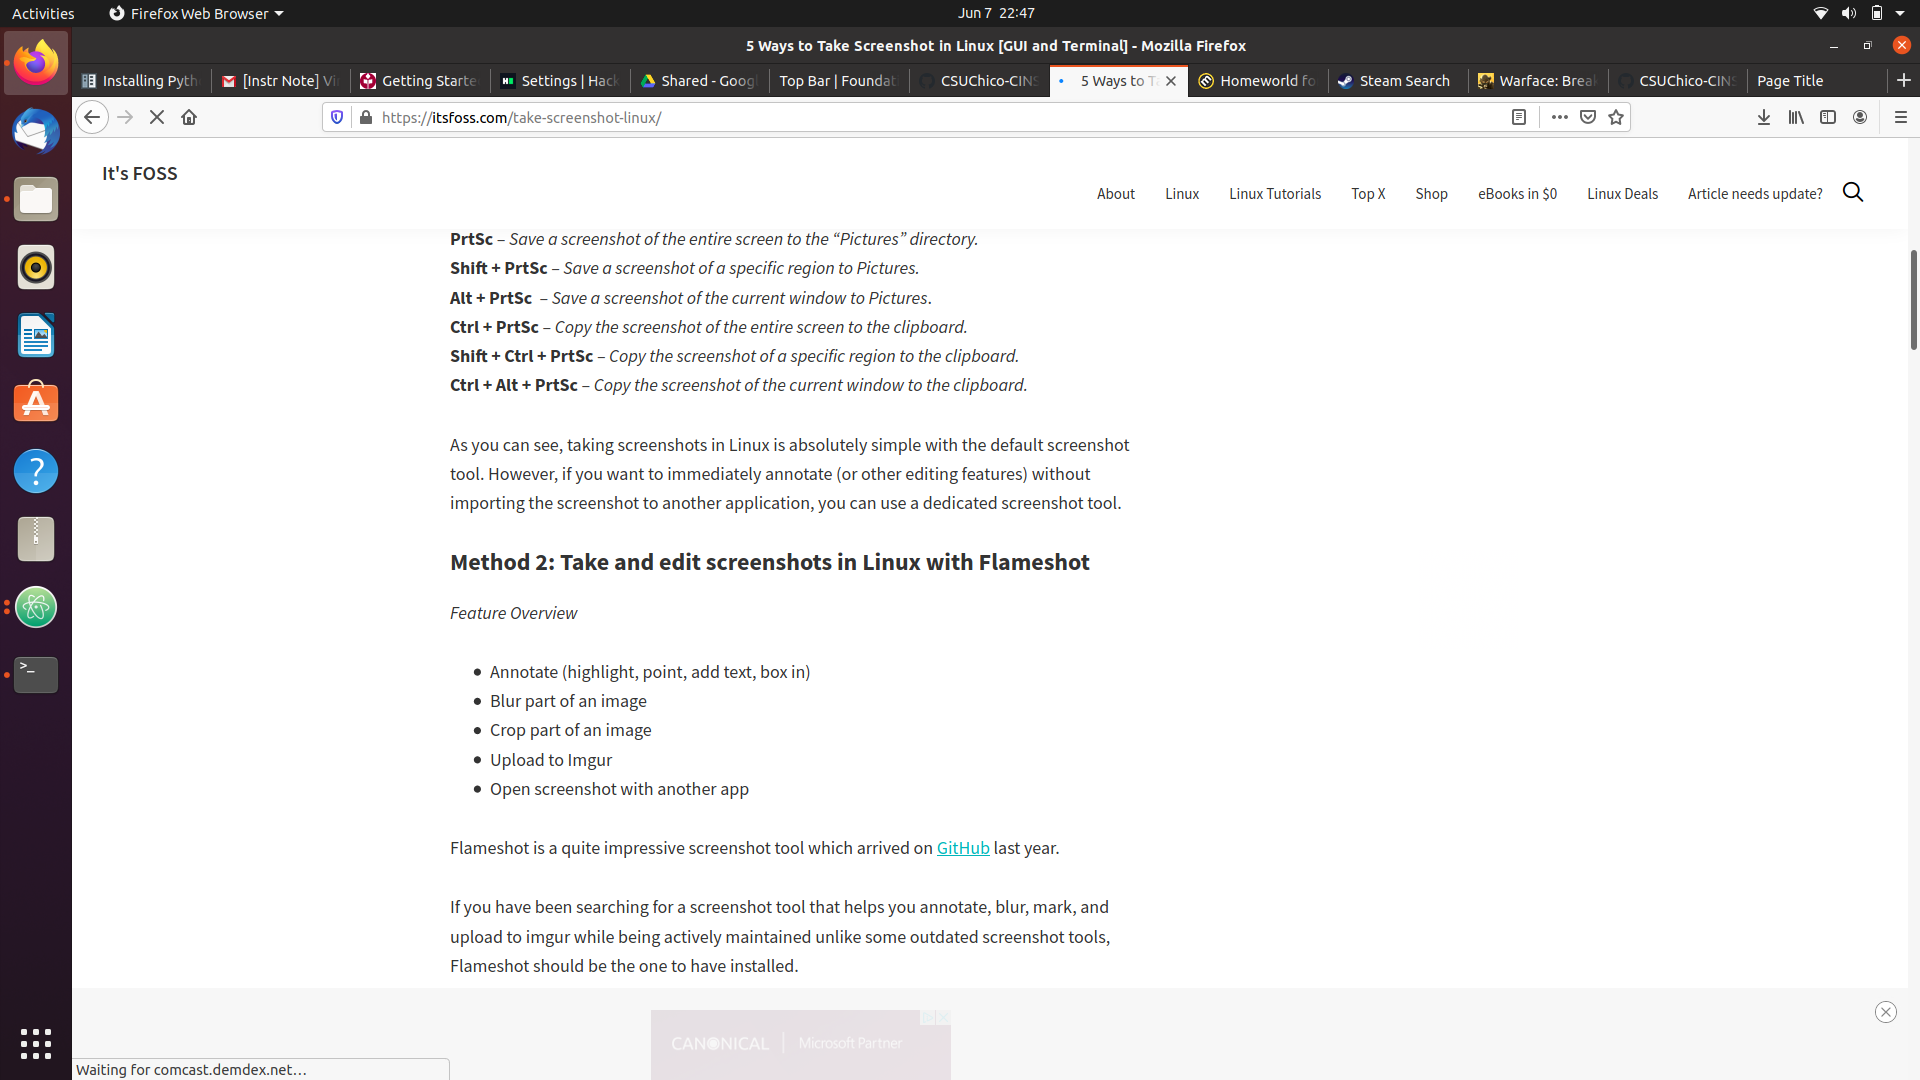 Activities
Firefox Web Browser
Jun 7 22:47
5 Ways to Take Screenshot in Linux [GUI and Terminal] - Mozilla Firefox
Installing Pyth
[Instr Note] Vi
Getting Starte
Settings | Hack
Shared - Goog
Top Bar | Foundat
CSUChico-CINS
5 Ways to Ta
Homeworld fo
Steam Search
Warface: Break
CSUChico-CINS
Page Title
https://itsfoss.com/take-screenshot-linux/
It's FOSS
About
Linux
Linux Tutorials
Top X
Shop
eBooks in $0
Linux Deals
Article needs update?
PrtSc – Save a screenshot of the entire screen to the “Pictures” directory.
Shift + PrtSc – Save a screenshot of a specific region to Pictures.
Alt + PrtSc – Save a screenshot of the current window to Pictures.
Ctrl + PrtSc – Copy the screenshot of the entire screen to the clipboard.
Shift + Ctrl + PrtSc – Copy the screenshot of a specific region to the clipboard.
Ctrl + Alt + PrtSc – Copy the screenshot of the current window to the clipboard.
As you can see, taking screenshots in Linux is absolutely simple with the default screenshot
tool. However, if you want to immediately annotate (or other editing features) without
importing the screenshot to another application, you can use a dedicated screenshot tool.
Method 2: Take and edit screenshots in Linux with Flameshot
Feature Overview
Annotate (highlight, point, add text, box in)
Blur part of an image
Crop part of an image
Upload to Imgur
Open screenshot with another app
Flameshot is a quite impressive screenshot tool which arrived on GitHub last year.
If you have been searching for a screenshot tool that helps you annotate, blur, mark, and
upload to imgur while being actively maintained unlike some outdated screenshot tools,
Flameshot should be the one to have installed.
CANONICAL | Microsoft Partner
Waiting for comcast.demdex.net…